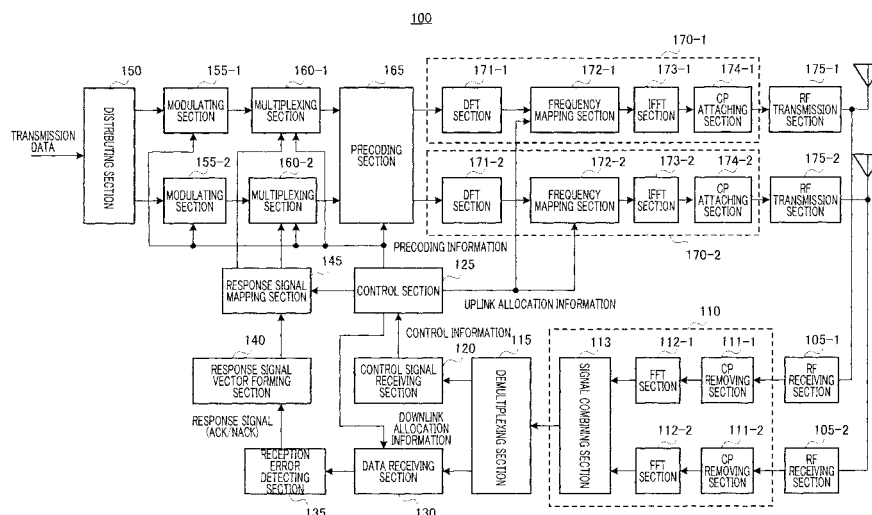 100
170-1
150
155-1
160-1
165
171-1
172-1
173-1
174-1
175-1
TRANSMISSION
DATA
DISTRIBUTING SECTION
MODULATING
SECTION
MULTIPLEXING
SECTION
PRECODING
SECTION
DFT
SECTION
FREQUENCY
MAPPING SECTION
IFFT
SECTION
CP
ATTACHING
SECTION
RF
TRANSMISSION
SECTION
155-2
160-2
171-2
172-2
173-2
174-2
175-2
MODULATING
SECTION
MULTIPLEXING
SECTION
DFT
SECTION
FREQUENCY
MAPPING SECTION
IFFT
SECTION
CP
ATTACHING
SECTION
RF
TRANSMISSION
SECTION
PRECODING INFORMATION
170-2
145
125
RESPONSE SIGNAL
MAPPING SECTION
CONTROL SECTION
UPLINK ALLOCATION INFORMATION
CONTROL INFORMATION
110
140
120
115
113
112-1
111-1
105-1
RESPONSE SIGNAL
VECTOR FORMING
SECTION
CONTROL SIGNAL
RECEIVING
SECTION
DEMULTIPLEXING SECTION
SIGNAL COMBINING
SECTION
FFT
SECTION
CP
REMOVING
SECTION
RF
RECEIVING
SECTION
RESPONSE SIGNAL
(ACK/NACK)
DOWNLINK
ALLOCATION
INFORMATION
112-2
111-2
105-2
RECEPTION
ERROR
DETECTING
SECTION
DATA RECEIVING
SECTION
FFT
SECTION
CP
REMOVING
SECTION
RF
RECEIVING
SECTION
135
130